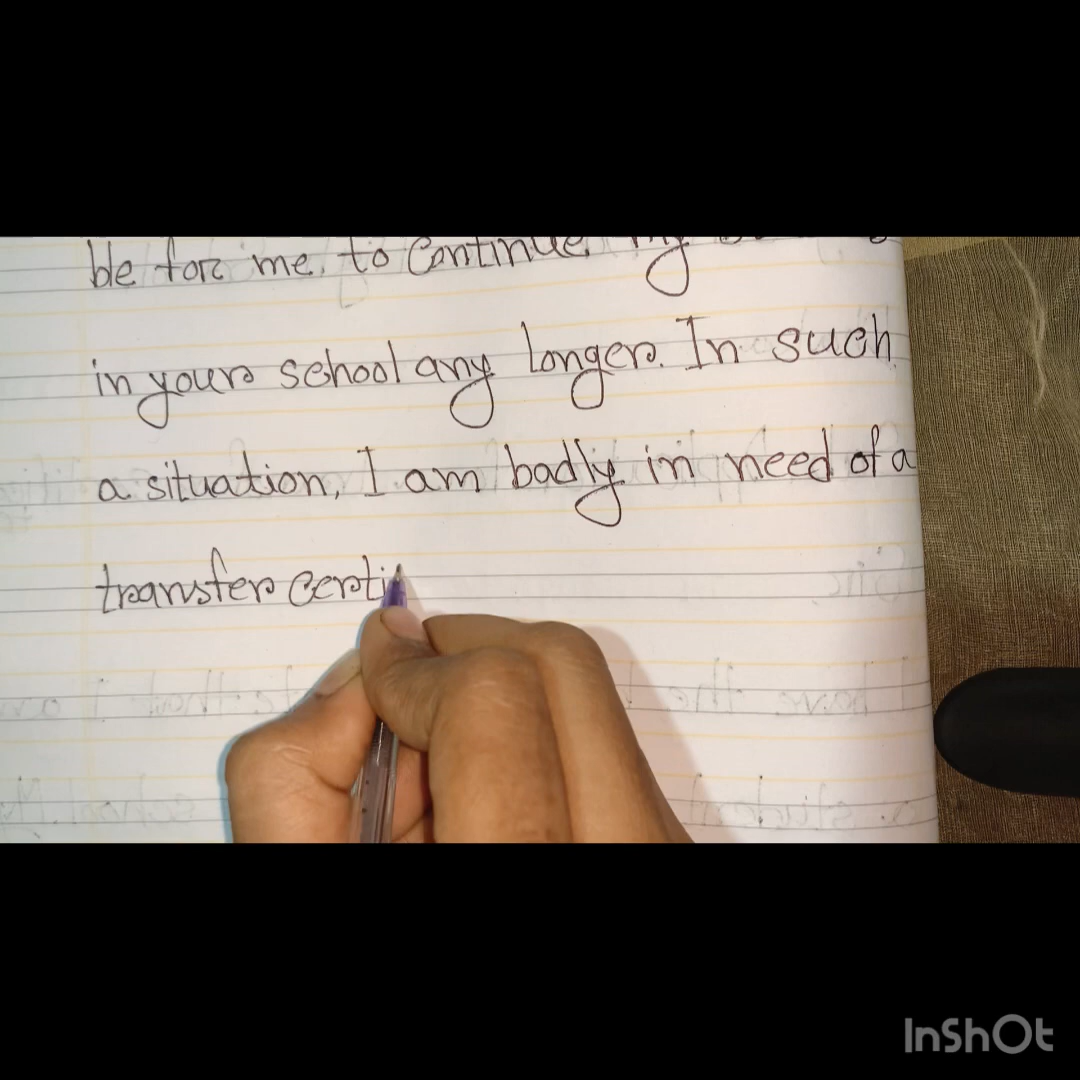 ble for me to continue my
in your school any longer. In such
a situation, I am badly in need of a
transfer certi
InShOt